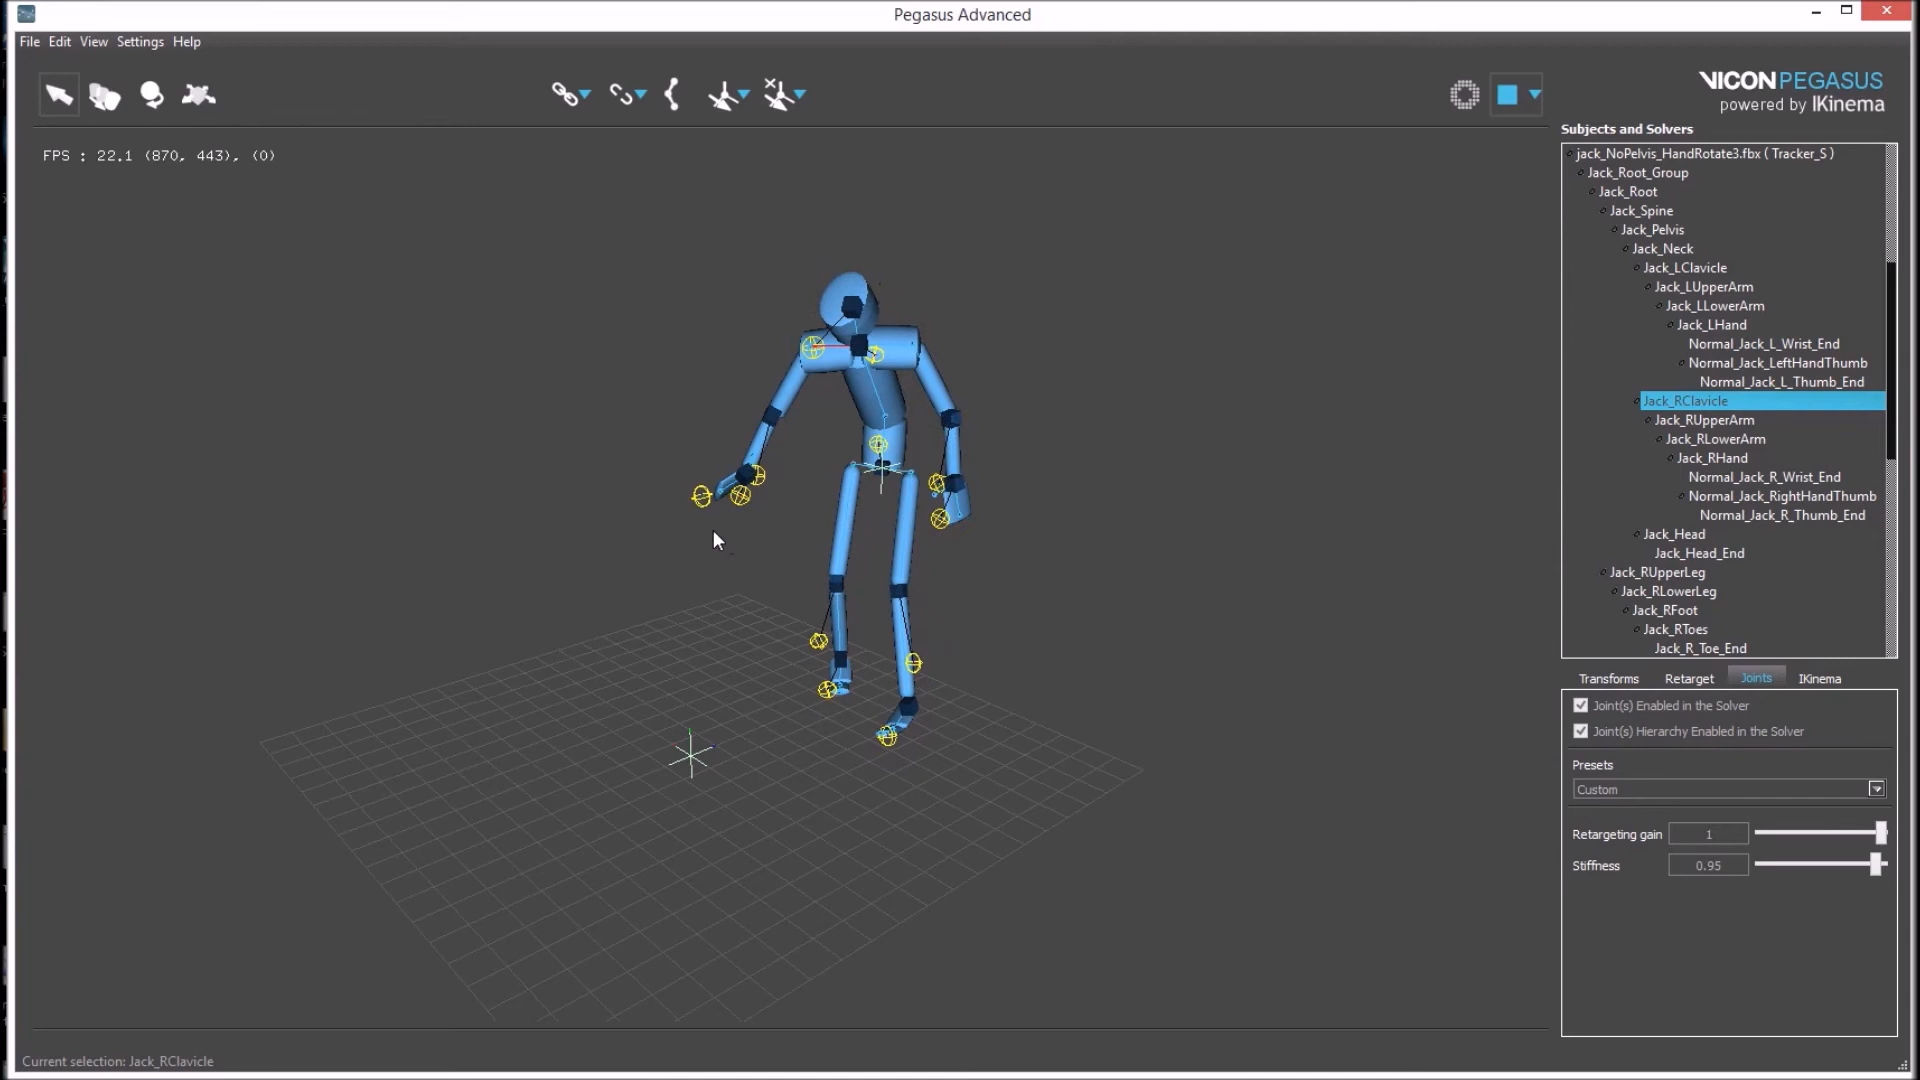 Pegasus Advanced
File Edit View Settings Help
VICON PEGASUS
powered by IKinema
Subjects and Solvers
FPS : 22.1 (870, 443), (0)
jack_NoPelvis_HandRotate3.fbx ( Tracker_S )
Jack_Root_Group
Jack_Root
Jack_Spine
Jack_Pelvis
Jack_Neck
Jack_LClavicle
Jack_LUpperArm
Jack_LLowerArm
Jack_LHand
Normal_Jack_L_Wrist_End
Normal_Jack_LeftHandThumb
Normal_Jack_L_Thumb_End
Jack_RClavicle
Jack_RUpperArm
Jack_RLowerArm
Jack_RHand
Normal_Jack_R_Wrist_End
Normal_Jack_RightHandThumb
Normal_Jack_R_Thumb_End
Jack_Head
Jack_Head_End
Jack_RUpperLeg
Jack_RLowerLeg
Jack_RFoot
Jack_RToes
Jack_R_Toe_End
Transforms Retarget Joints IKinema
Joint(s) Enabled in the Solver
Joint(s) Hierarchy Enabled in the Solver
Presets
Custom
Retargeting gain 1
Stiffness 0.95
Current selection: Jack_RClavicle